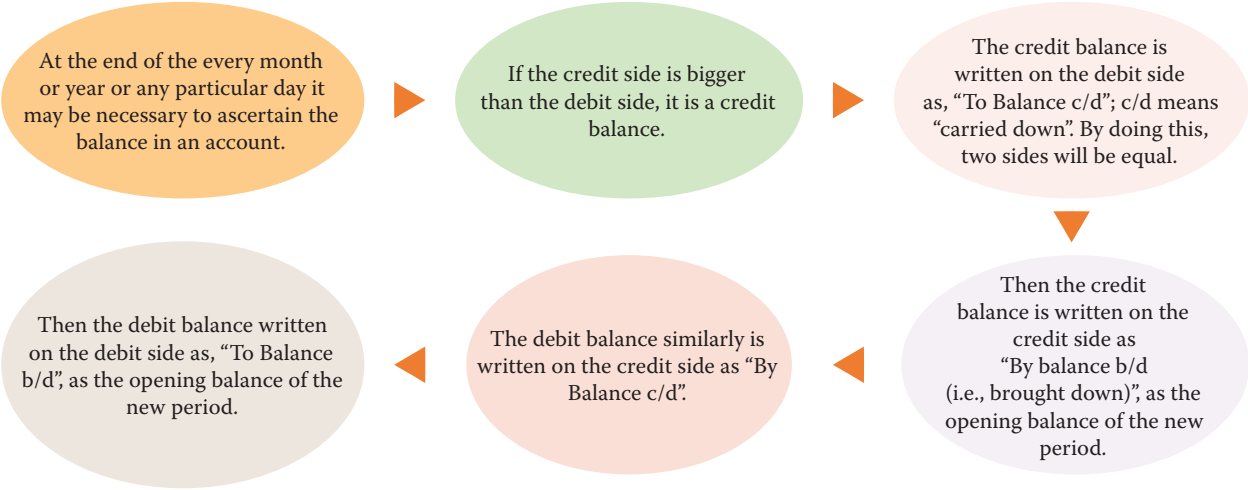 At the end of the every month
or year or any particular day it
may be necessary to ascertain the
balance in an account.
If the credit side is bigger
than the debit side, it is a credit
balance.
The credit balance is
written on the debit side
as, “To Balance c/d”; c/d means
“carried down”. By doing this,
two sides will be equal.
Then the credit
balance is written on the
credit side as
“By balance b/d
(i.e., brought down)”, as the
opening balance of the new
period.
The debit balance similarly is
written on the credit side as “By
Balance c/d”.
Then the debit balance written
on the debit side as, “To Balance
b/d”, as the opening balance of the
new period.